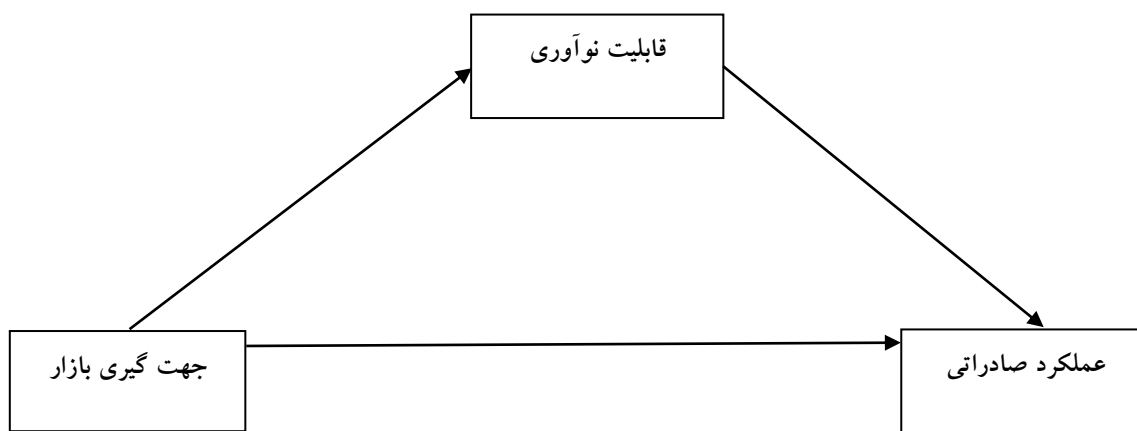 قابلیت نوآوری
جهت گیری بازار
عملکرد صادراتی